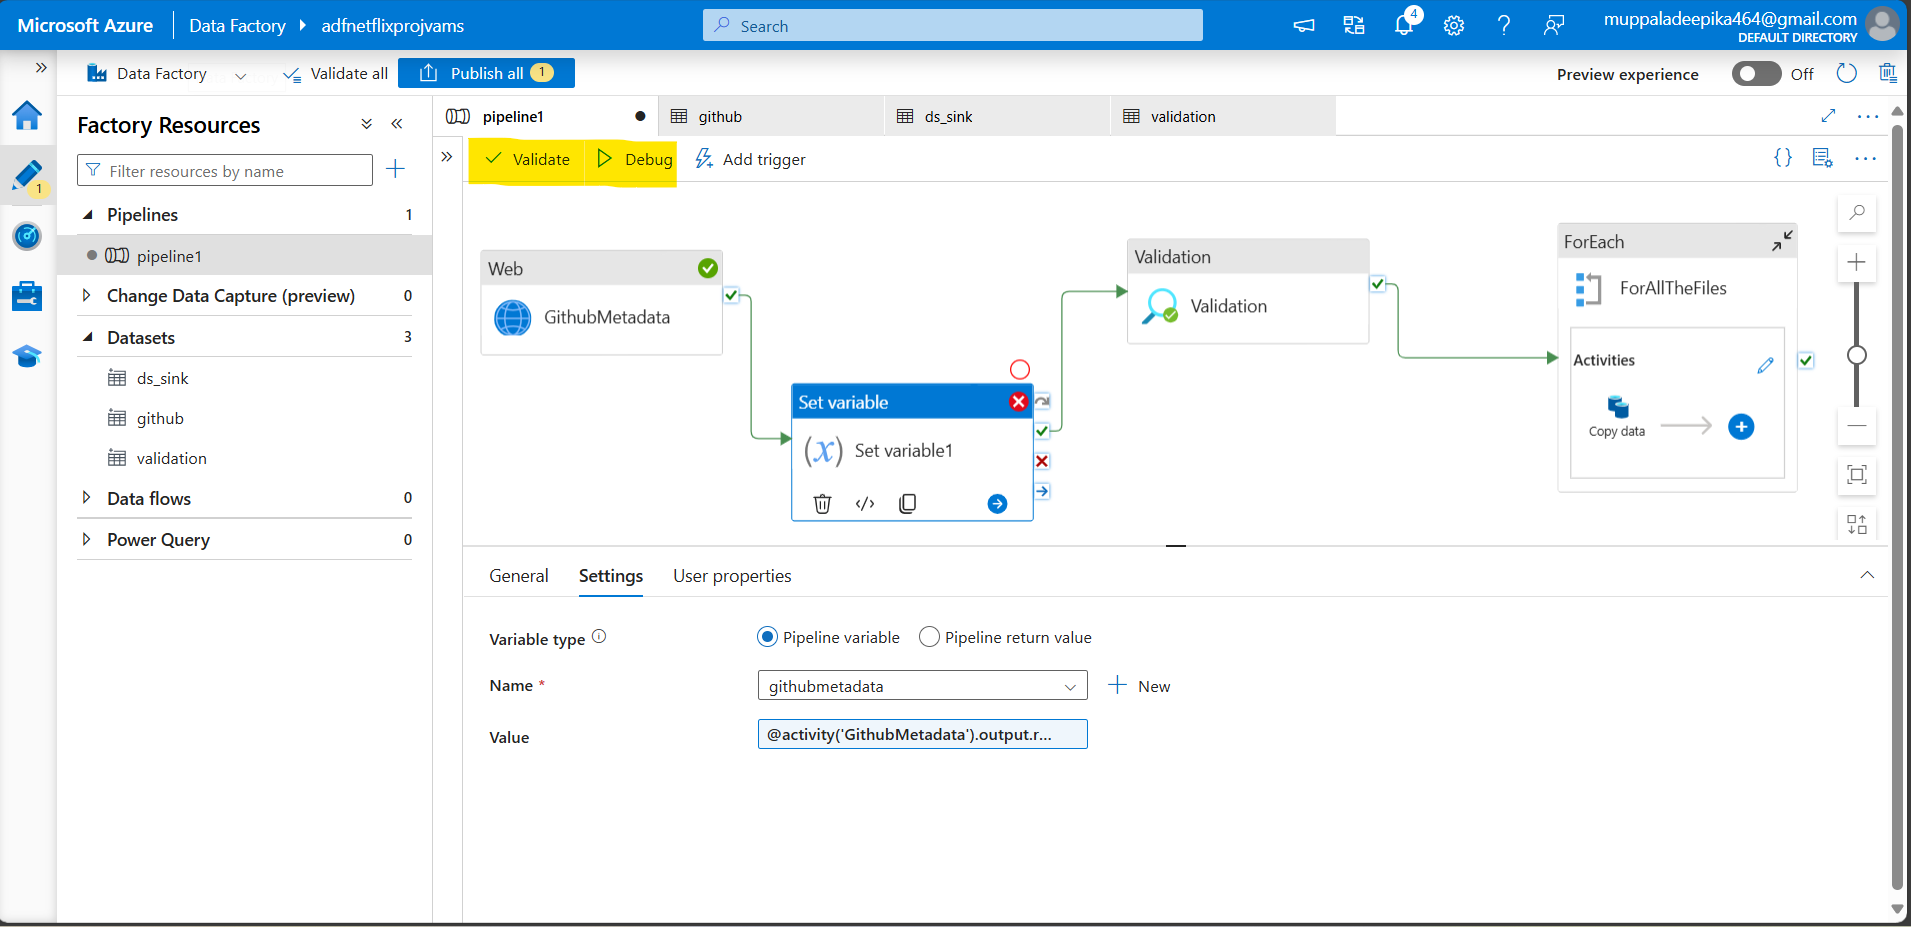 Microsoft Azure
Data Factory
adfnetflixprojvams
Search
4
muppaladeepika464@gmail.com
DEFAULT DIRECTORY
Data Factory
Validate all
Publish all
1
Preview experience
Off
1
Factory Resources
Filter resources by name
Pipelines 1
pipeline1
Change Data Capture (preview) 0
Datasets 3
ds_sink
github
validation
Data flows 0
Power Query 0
pipeline1
github
ds_sink
validation
Validate
Debug
Add trigger
Web
GithubMetadata
Set variable
(x) Set variable1
Validation
Validation
ForEach
ForAllTheFiles
Activities
Copy data
General
Settings
User properties
Variable type
Pipeline variable
Pipeline return value
Name *
githubmetadata
New
Value
@activity('GithubMetadata').output.r...